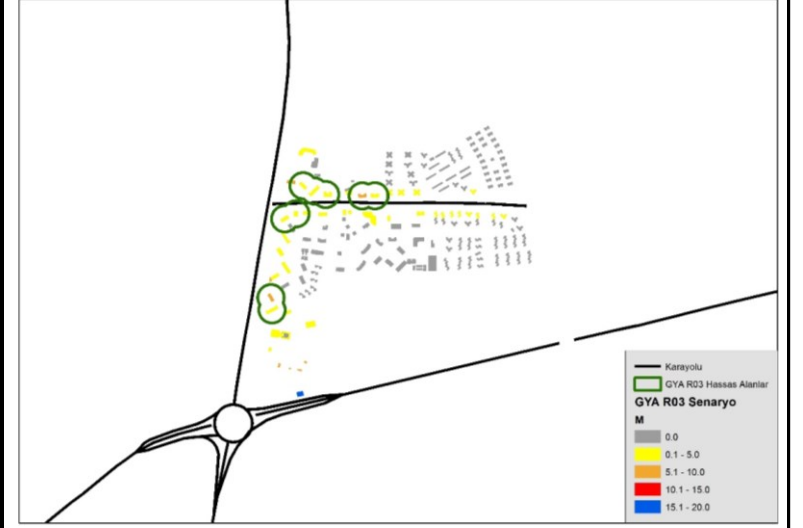 Karayolu
GYA R03 Hassas Alanlar
GYA R03 Senaryo
M
0.0
0.1 - 5.0
5.1 - 10.0
10.1 - 15.0
15.1 - 20.0